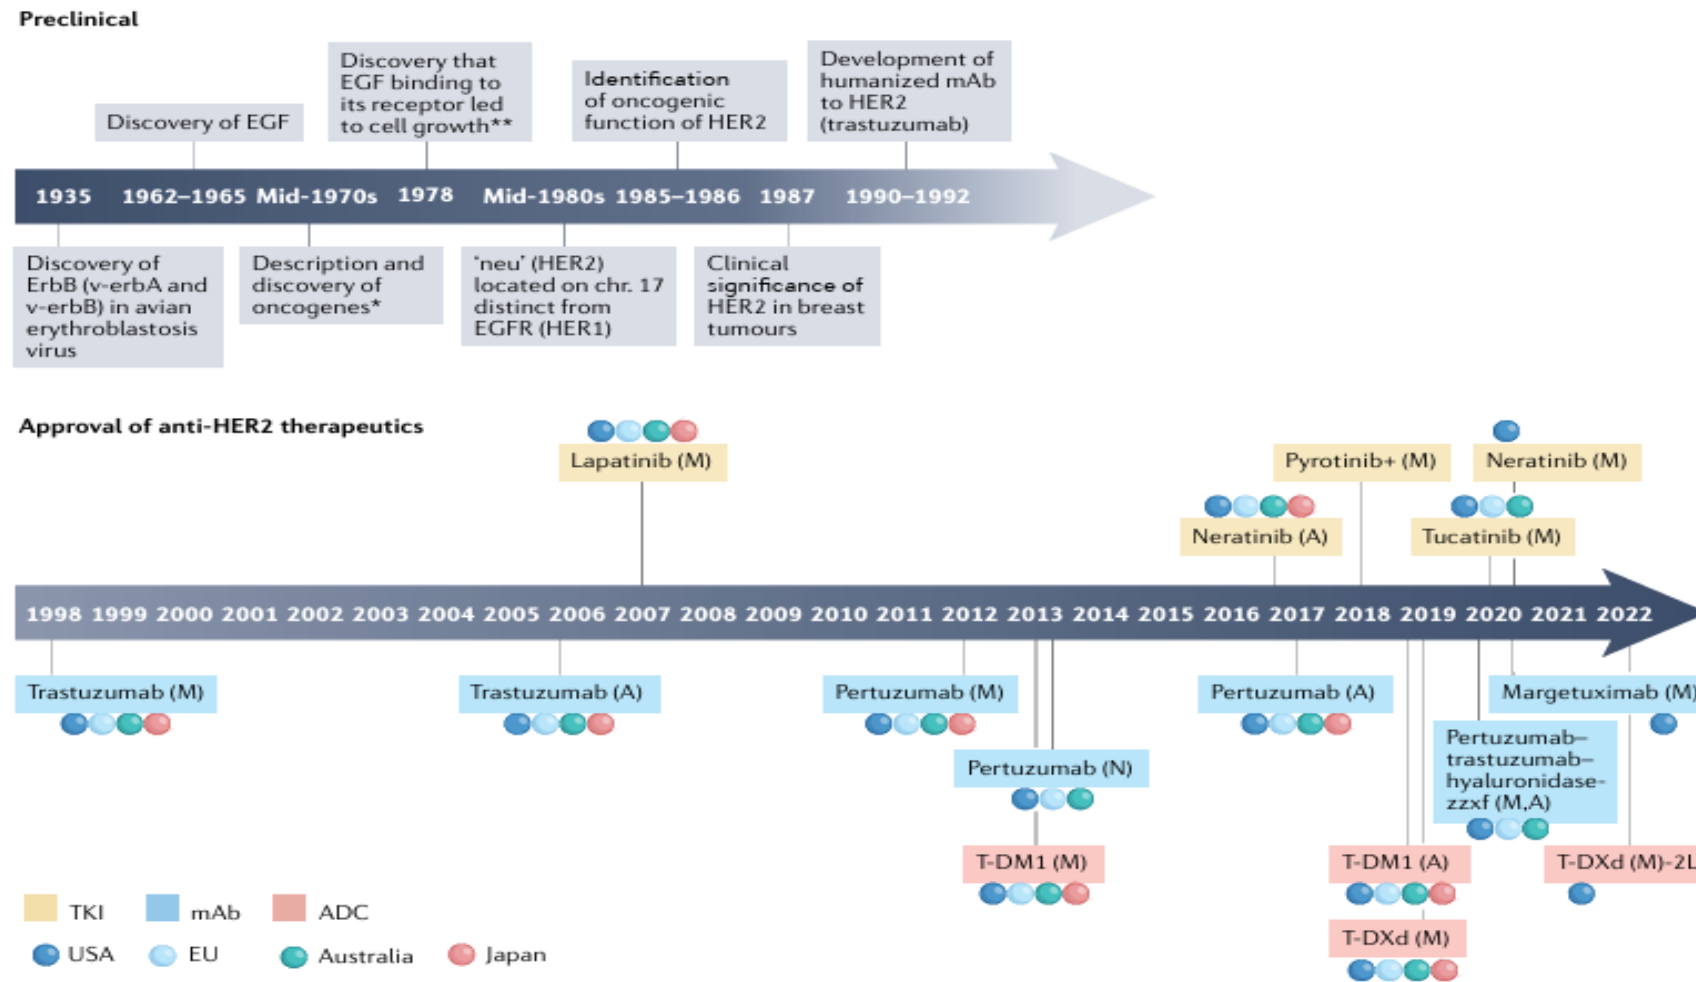 Preclinical
Discovery of EGF
Discovery that
EGF binding to
its receptor led
to cell growth**
Identification
of oncogenic
function of HER2
Development of
humanized mAb
to HER2
(trastuzumab)
1935 1962–1965 Mid-1970s 1978 Mid-1980s 1985–1986 1987 1990–1992
Discovery of
ErbB (v-erbA and
v-erbB) in avian
erythroblastosis
virus
Description and
discovery of
oncogenes*
'neu' (HER2)
located on chr. 17
distinct from
EGFR (HER1)
Clinical
significance of
HER2 in breast
tumours
Approval of anti-HER2 therapeutics
Lapatinib (M)
Pyrotinib+ (M)
Neratinib (M)
Neratinib (A)
Tucatinib (M)
1998 1999 2000 2001 2002 2003 2004 2005 2006 2007 2008 2009 2010 2011 2012 2013 2014 2015 2016 2017 2018 2019 2020 2021 2022
Trastuzumab (M)
Trastuzumab (A)
Pertuzumab (M)
Pertuzumab (A)
Margetuximab (M)
Pertuzumab (N)
Pertuzumab–
trastuzumab–
hyaluronidase-
zzxf (M,A)
T-DM1 (M)
T-DM1 (A)
T-DXd (M)-2L
T-DXd (M)
TKI
mAb
ADC
USA
EU
Australia
Japan